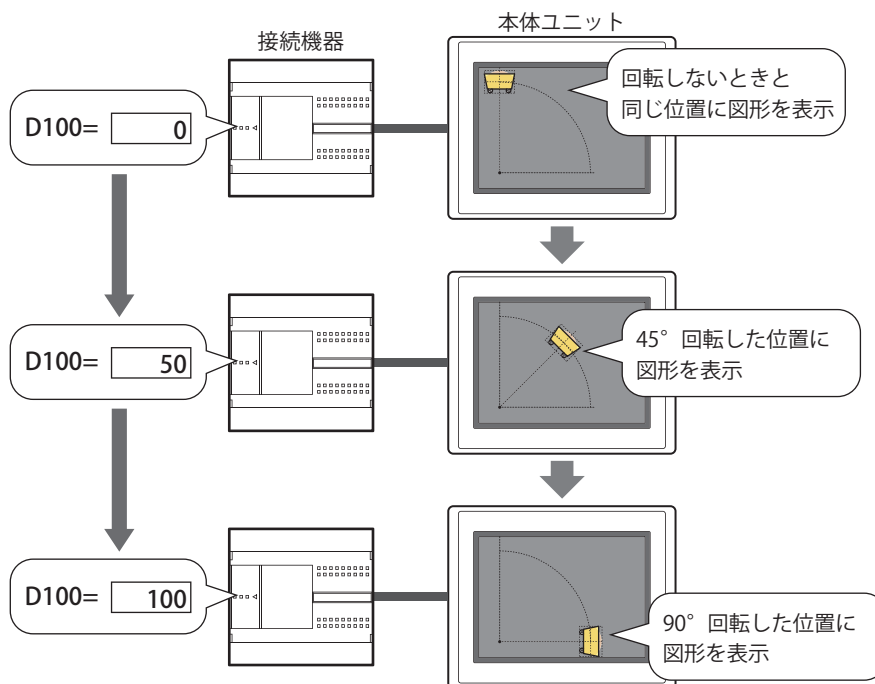 接続機器
本体ユニット
D100= 0
回転しないときと
同じ位置に図形を表示
D100= 50
45° 回転した位置に
図形を表示
D100= 100
90° 回転した位置に
図形を表示